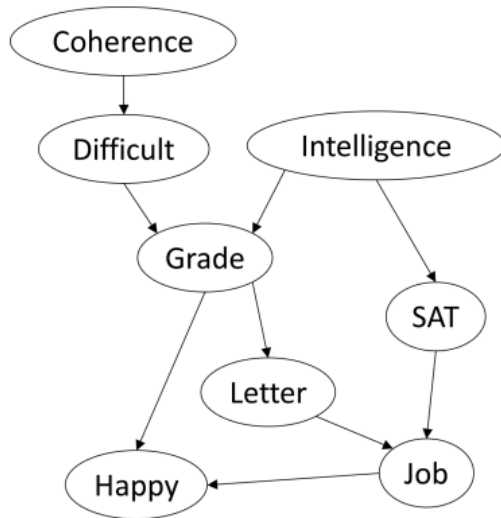 Coherence
Difficult
Intelligence
Grade
SAT
Letter
Job
Happy